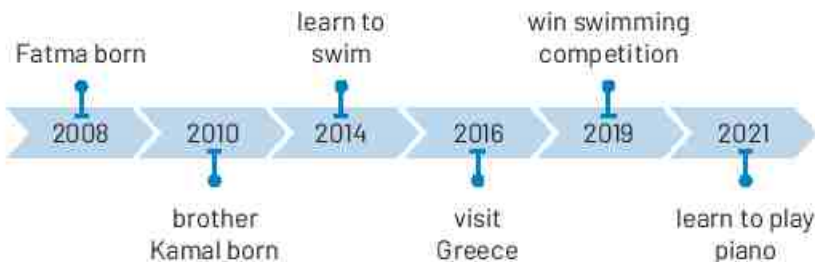 learn to
swim
win swimming
competition
Fatma born
2008
2010
2014
2016
2019
2021
brother
Kamal born
visit
Greece
learn to play
piano